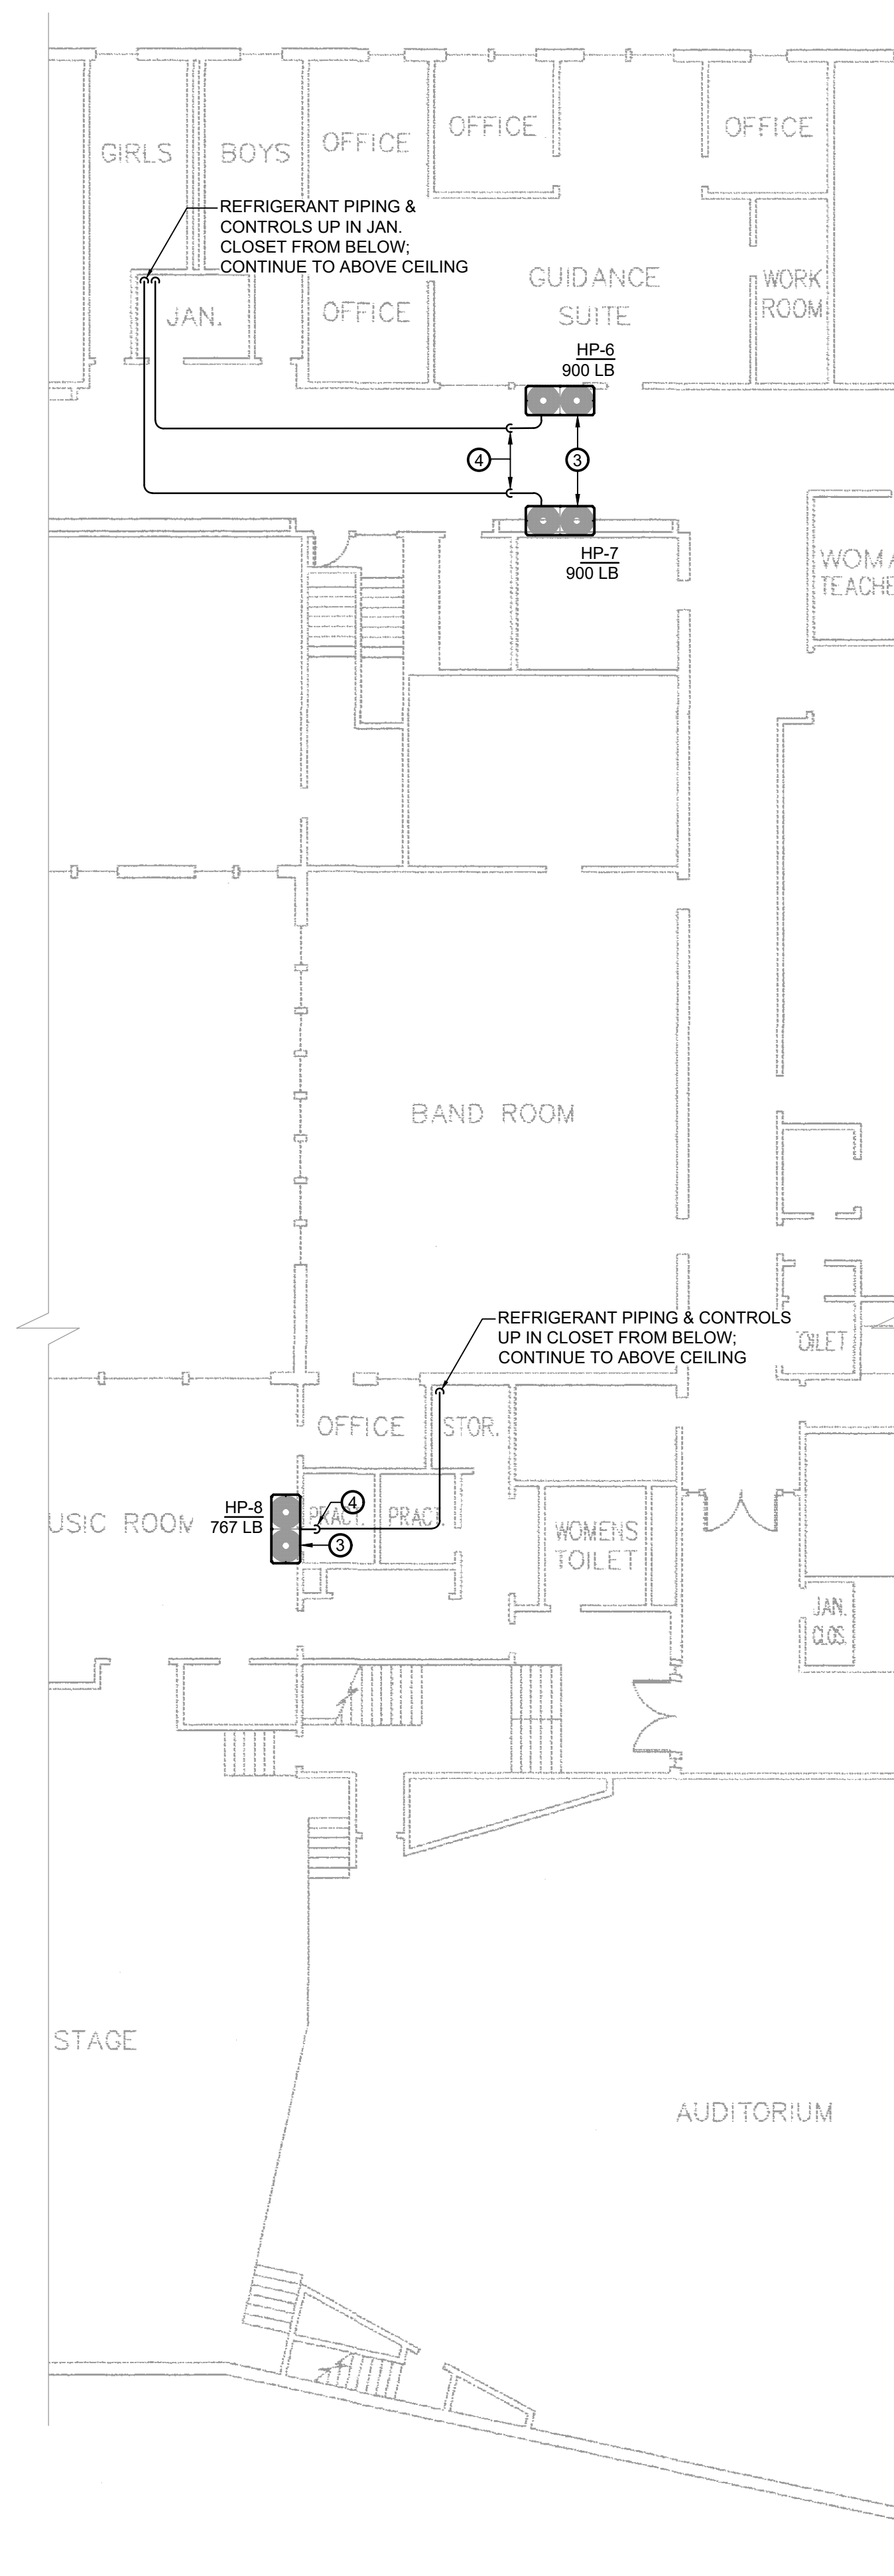 GIRLS
BOYS
OFFICE
OFFICE
OFFICE
REFRIGERANT PIPING &
CONTROLS UP IN JAN.
CLOSET FROM BELOW;
CONTINUE TO ABOVE CEILING
JAN.
OFFICE
GUIDANCE
SUITE
WORK
ROOM
HP-6
900 LB
4
3
HP-7
900 LB
WOMA
TEACHE
BAND ROOM
REFRIGERANT PIPING & CONTROLS
UP IN CLOSET FROM BELOW;
CONTINUE TO ABOVE CEILING
TOILET
OFFICE
STOR.
HP-8
767 LB
USIC ROOM
PRACT.
4
PRACT.
3
WOMENS
TOILET
JAN.
CLOS.
STAGE
AUDITORIUM